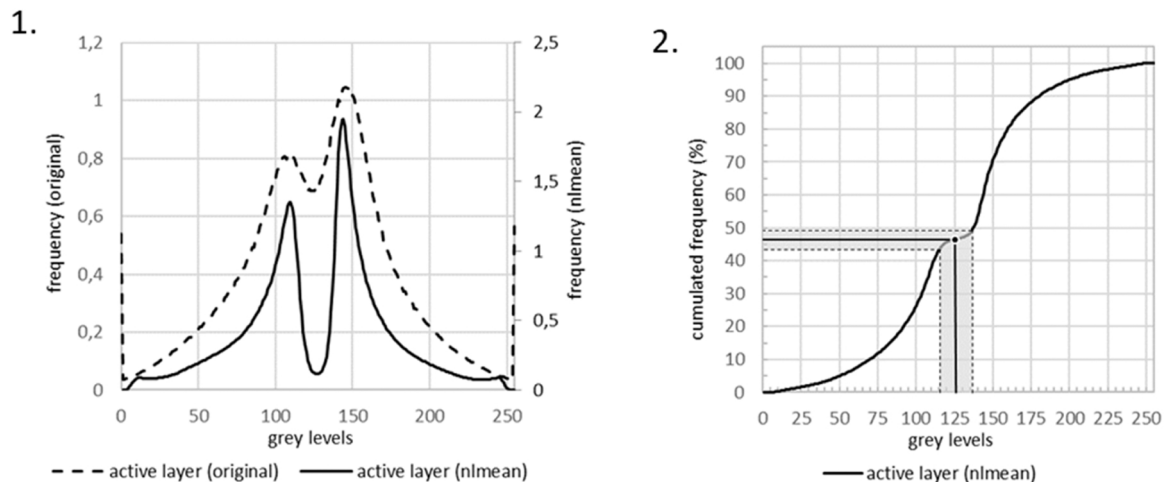 1.
frequency (original)
1,2
1
0,8
0,6
0,4
0,2
0
2,5
2
1,5
1
0,5
0
frequency (nlmean)
0 50 100 150 200 250
grey levels
active layer (original) active layer (nlmean)
2.
cumulated frequency (%)
100
90
80
70
60
50
40
30
20
10
0
0 25 50 75 100 125 150 175 200 225 250
grey levels
active layer (nlmean)